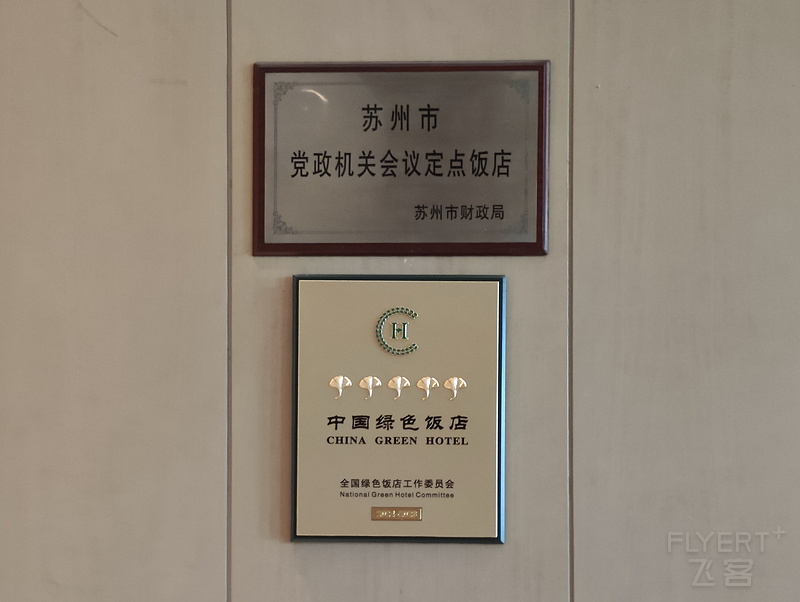 苏州市
党政机关会议定点饭店
苏州市财政局
CH
中国绿色饭店
CHINA GREEN HOTEL
全国绿色饭店工作委员会
National Green Hotel Committee
FLYERT+
飞客